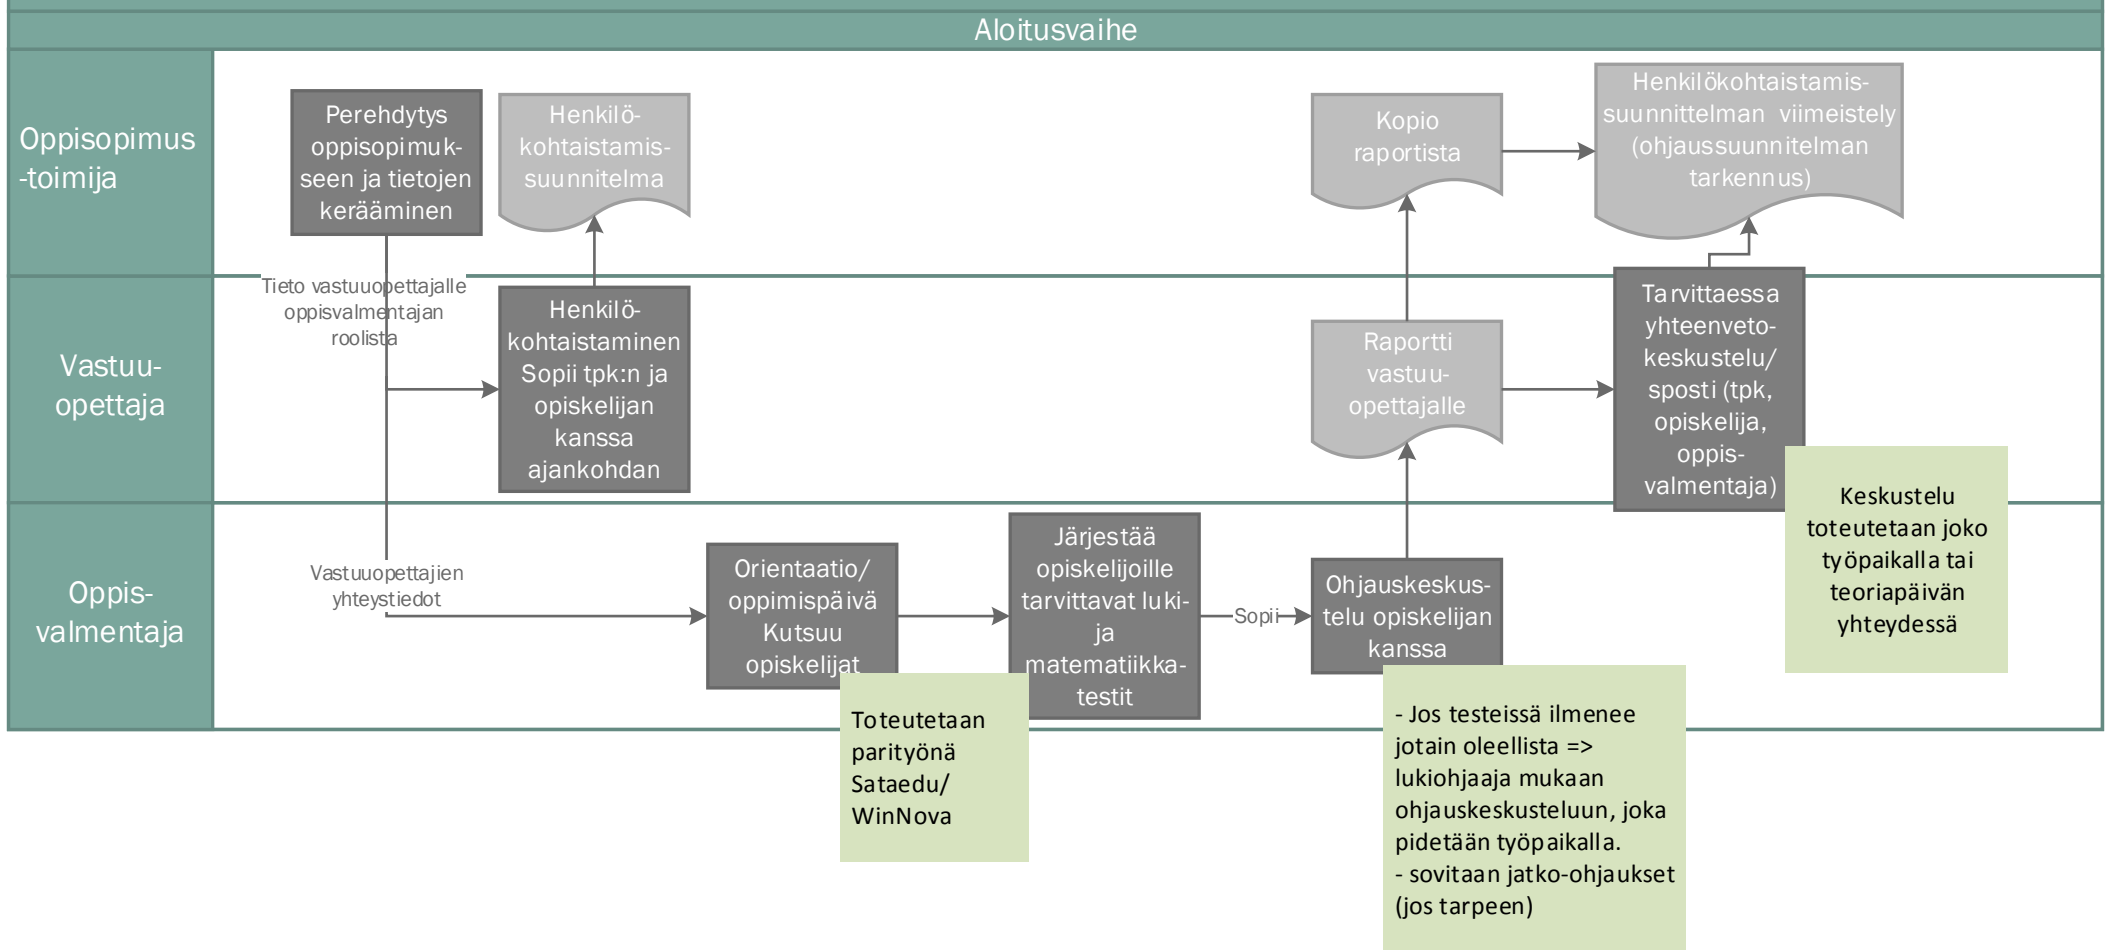 Aloitusvaihe
Oppisopimus
-toimija
Perehdytys
oppisopimuk-
seen ja tietojen
kerääminen
Henkilö-
kohtaistamis-
suunnitelma
Kopio
raportista
Henkilökohtaistamis-
suunnittelman viimeistely
(ohjaussuunnitelman
tarkennus)
Tieto vastuuopettajalle
oppisvalmentajan
roolista
Vastuu-
opettaja
Henkilö-
kohtaistaminen
Sopii tpk:n ja
opiskelijan
kanssa
ajankohdan
Raportti
vastuu-
opettajalle
Tarvittaessa
yhteenveto-
keskustelu/
sposti (tpk,
opiskelija,
oppis-
valmentaja)
Keskustelu
toteutetaan joko
työpaikalla tai
teoriapäivän
yhteydessä
Oppis-
valmentaja
Vastuuopettajien
yhteystiedot
Orientaatio/
oppimispäivä
Kutsuu
opiskelijat
Toteutetaan
parityönä
Sataedu/
WinNova
Järjestää
opiskelijoille
tarvittavat luki-
ja
matematiikka-
testit
Sopii
Ohjauskeskus-
telu opiskelijan
kanssa
- Jos testeissä ilmenee
jotain oleellista =>
lukiohjaaja mukaan
ohjauskeskusteluun, joka
pidetään työpaikalla.
- sovitaan jatko-ohjaukset
(jos tarpeen)